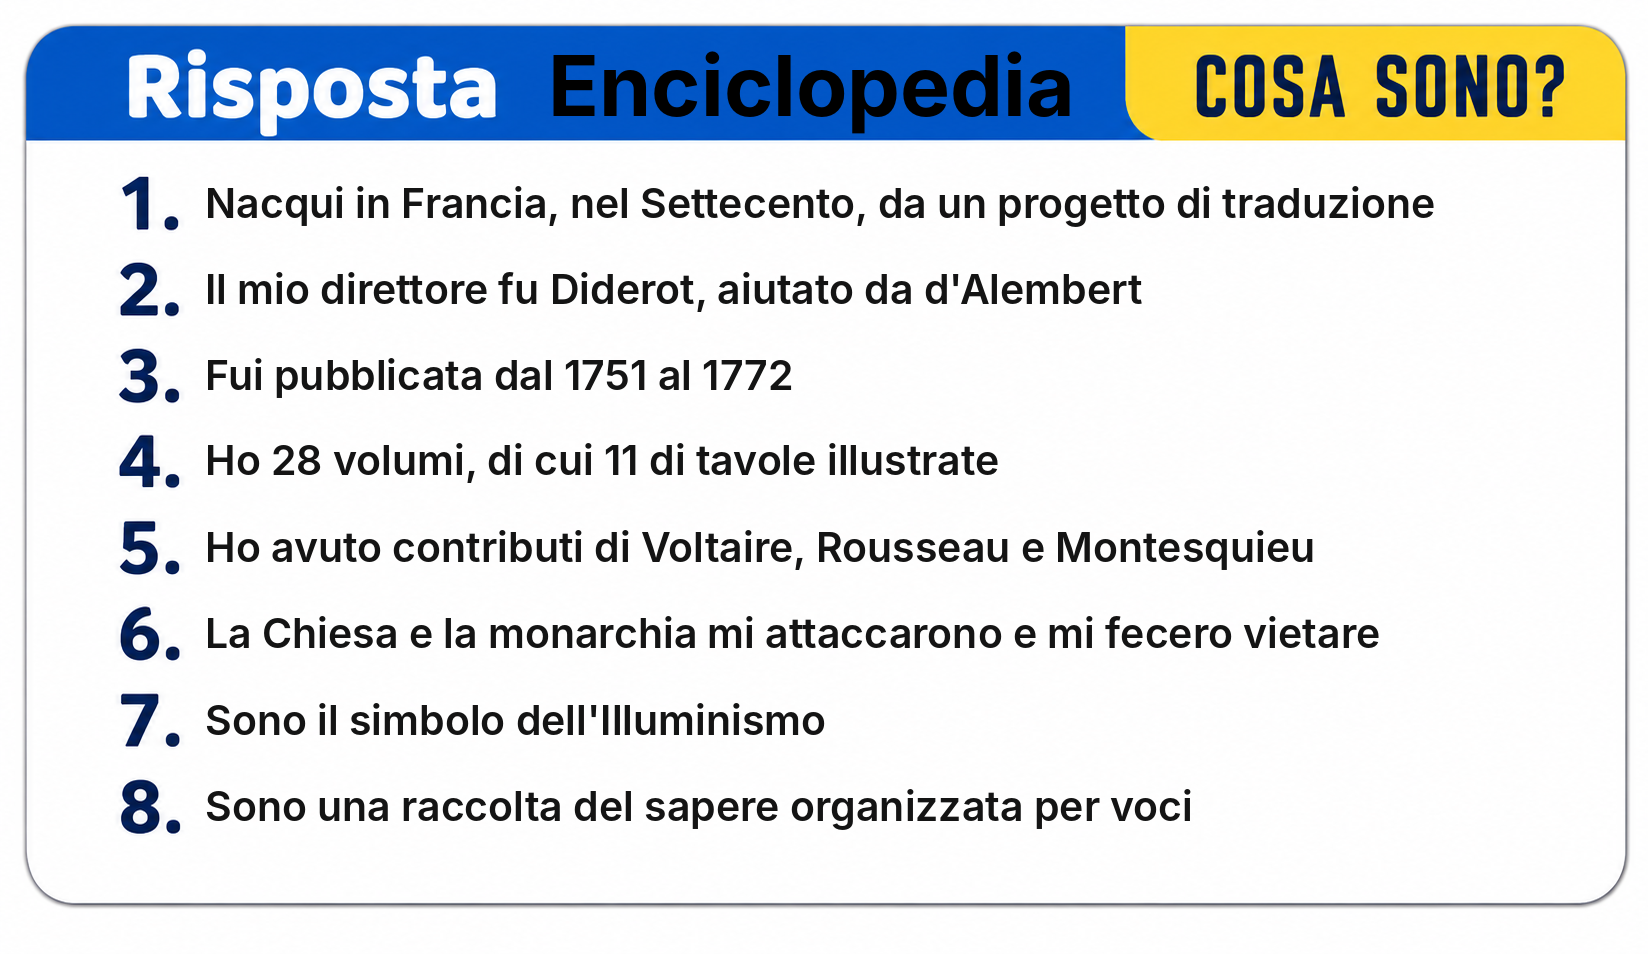 Risposta Enciclopedia COSA SONO?
1. Nacqui in Francia, nel Settecento, da un progetto di traduzione
2. Il mio direttore fu Diderot, aiutato da d'Alembert
3. Fui pubblicata dal 1751 al 1772
4. Ho 28 volumi, di cui 11 di tavole illustrate
5. Ho avuto contributi di Voltaire, Rousseau e Montesquieu
6. La Chiesa e la monarchia mi attaccarono e mi fecero vietare
7. Sono il simbolo dell'Illuminismo
8. Sono una raccolta del sapere organizzata per voci